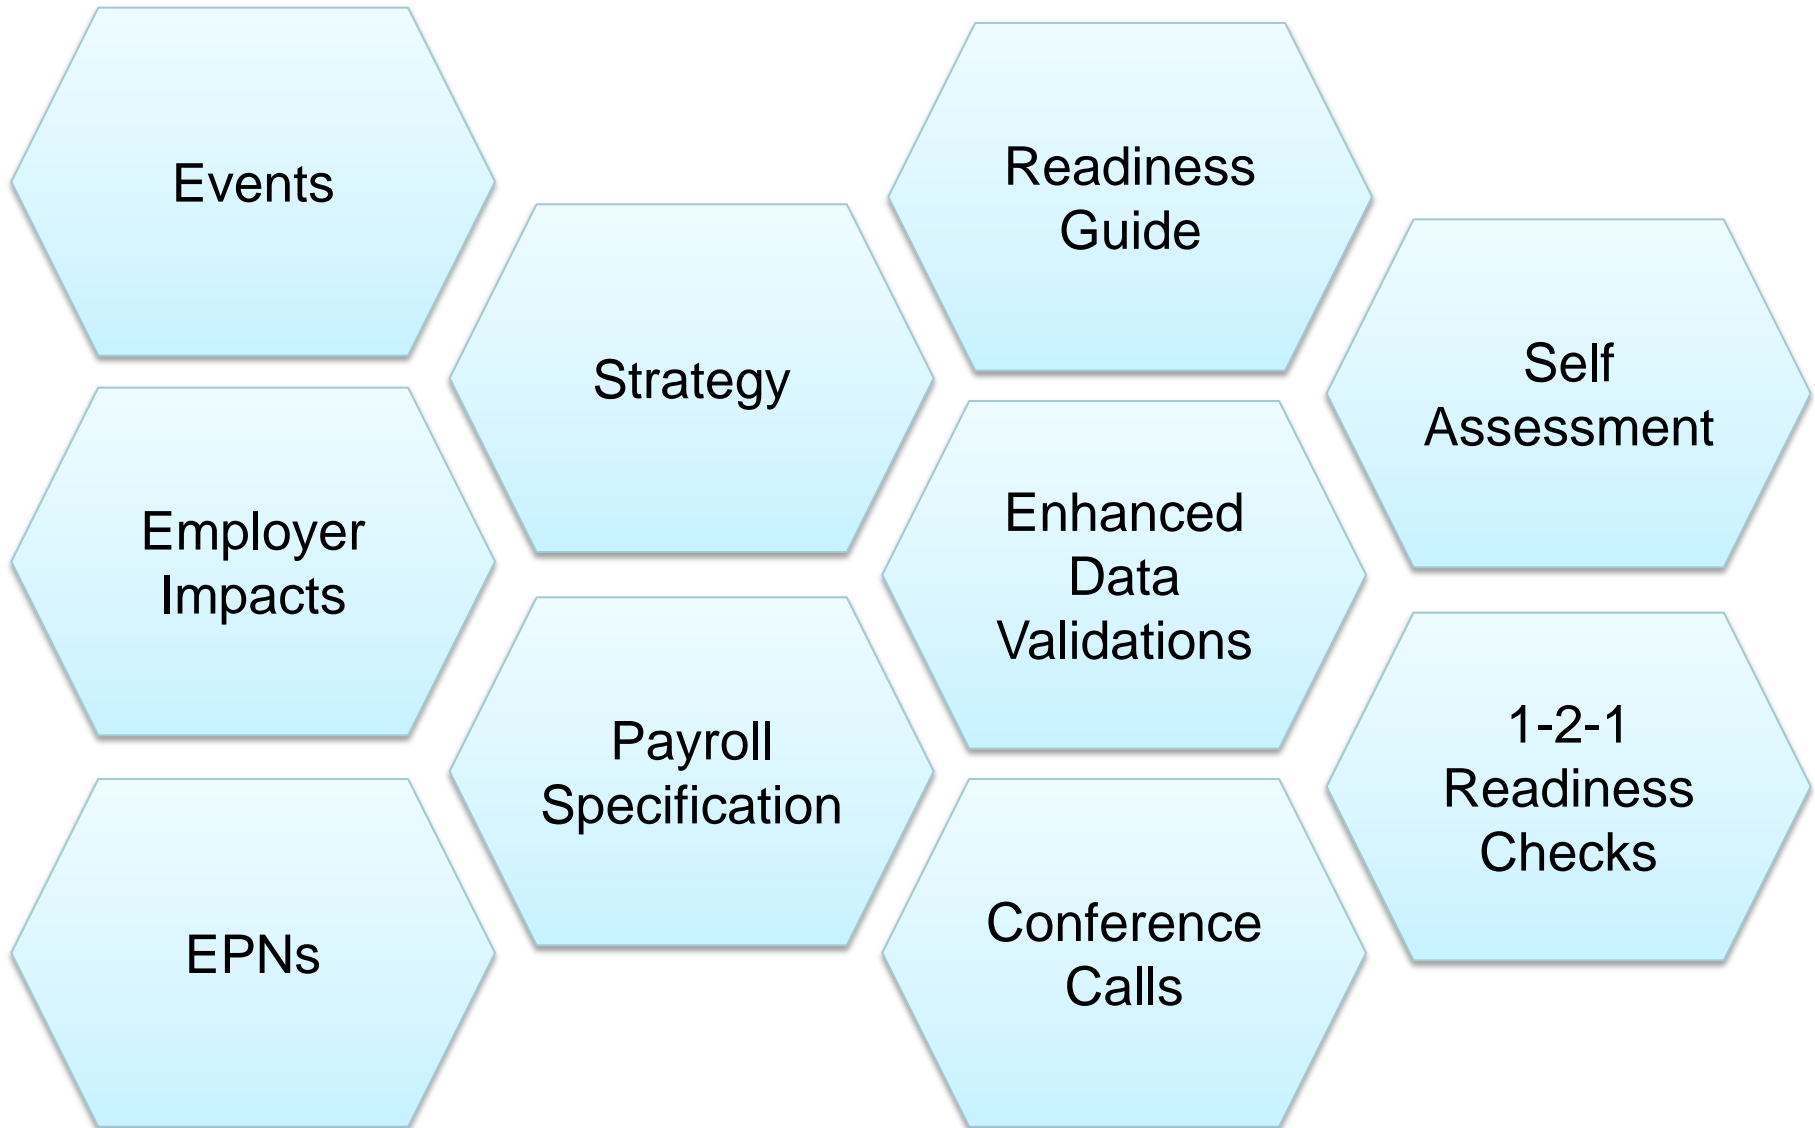 Events
Employer
Impacts
EPNs
Strategy
Payroll
Specification
Readiness
Guide
Enhanced
Data
Validations
Conference
Calls
Self
Assessment
1-2-1
Readiness
Checks